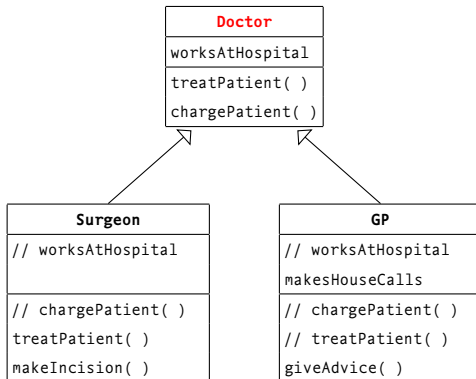 Doctor
worksAtHospital
treatPatient( )
chargePatient( )
Surgeon
// worksAtHospital
// chargePatient( )
treatPatient( )
makeIncision( )
GP
// worksAtHospital
makesHouseCalls
// chargePatient( )
// treatPatient( )
giveAdvice( )